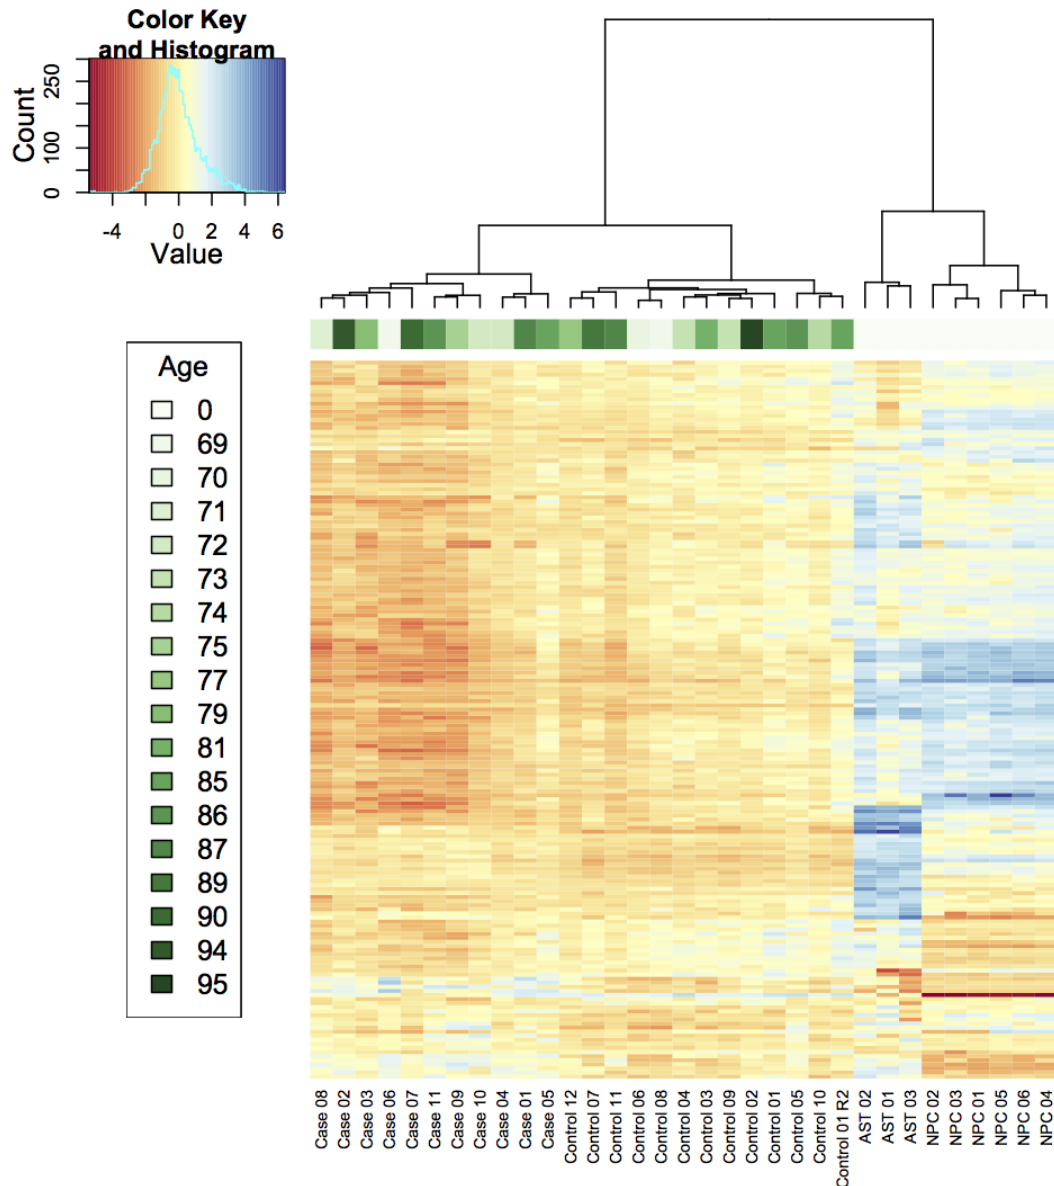 Color Key
and Histogram
Count
0
100
250
-4
0
2
4
6
Value
Age
0
69
70
71
72
73
74
75
77
79
81
85
86
87
89
90
94
95
Case 08
Case 02
Case 03
Case 06
Case 07
Case 11
Case 09
Case 10
Case 04
Case 01
Case 05
Control 12
Control 07
Control 11
Control 06
Control 08
Control 04
Control 03
Control 09
Control 02
Control 01
Control 05
Control 10
Control 01 R2
AST 02
AST 01
AST 03
NPC 02
NPC 03
NPC 01
NPC 05
NPC 06
NPC 04